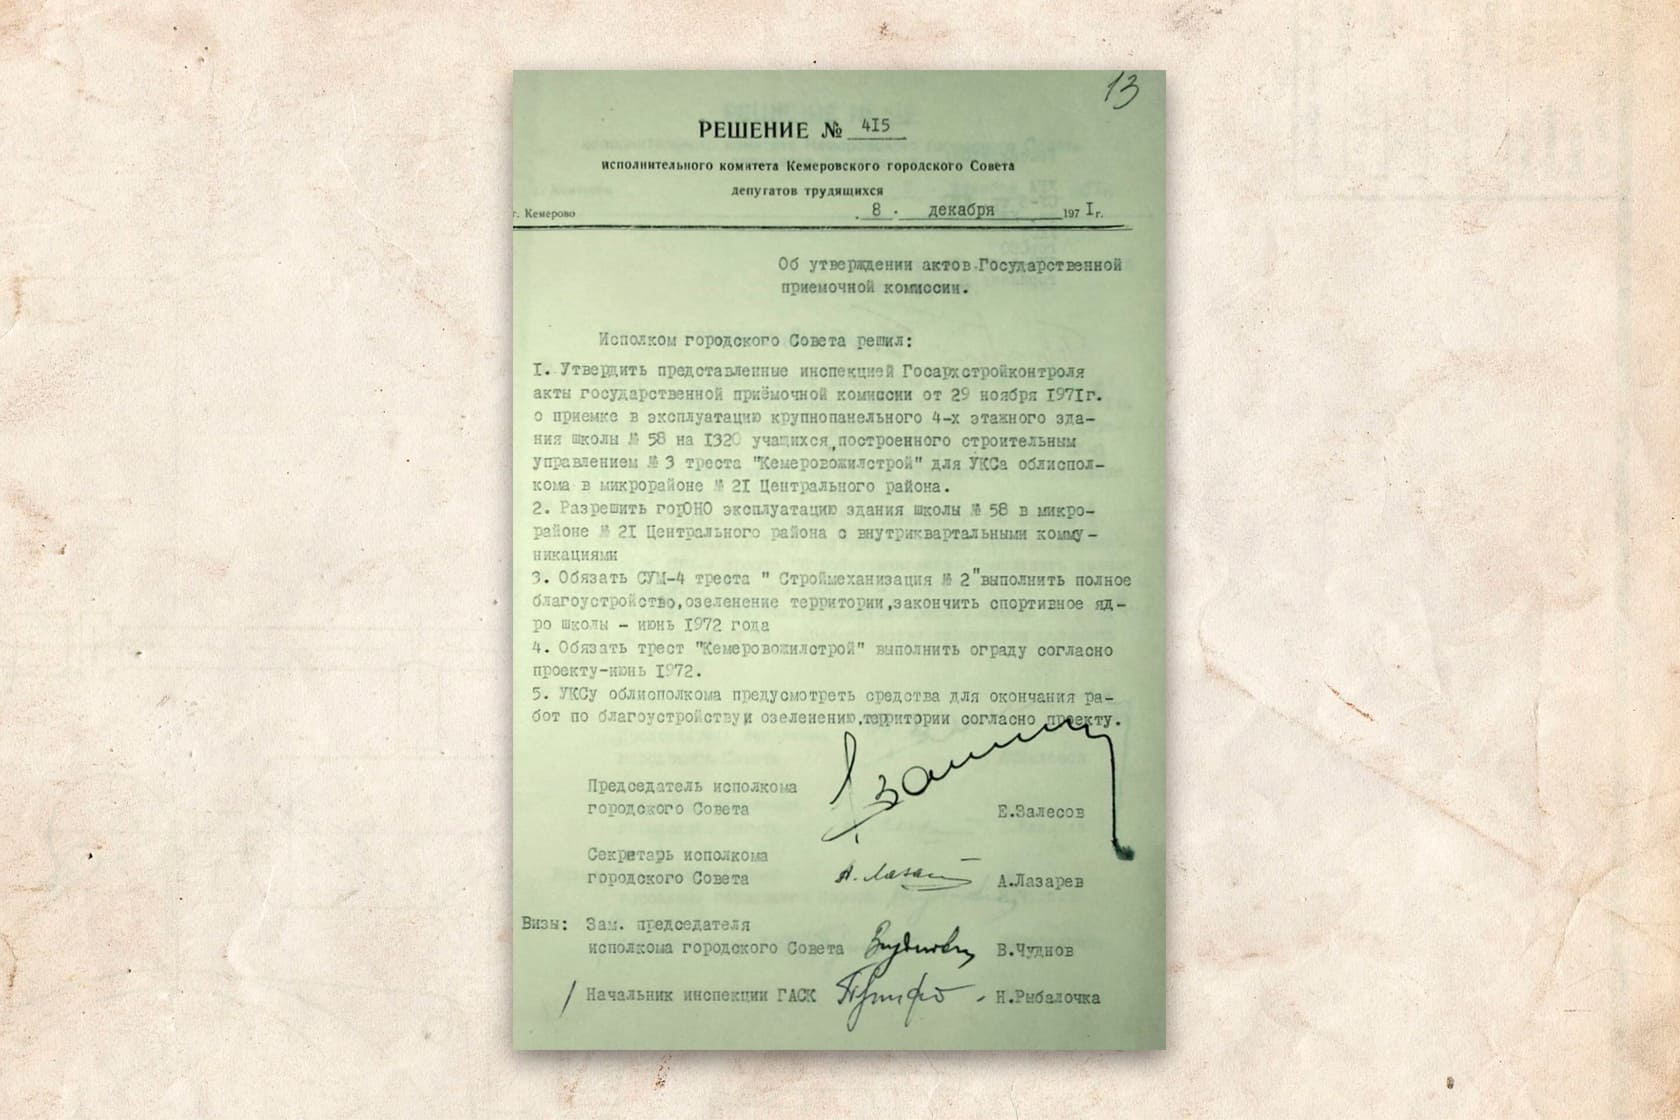 13
РЕШЕНИЕ № 415
исполнительного комитета Кемеровского городского Совета
депутатов трудящихся
г. Кемерово 8 . декабря 1971 г.
Об утверждении актов Государственной
приемочной комиссии.
Исполком городского Совета решил:
1. Утвердить представленные инспекцией Госархстройконтроля
акты государственной приёмочной комиссии от 29 ноября 1971г.
о приемке в эксплуатацию крупнопанельного 4-х этажного зда-
ния школы № 58 на 1320 учащихся,построенного строительным
управлением № 3 треста "Кемеровожилстрой" для УКСа облиспол-
кома в микрорайоне № 21 Центрального района.
2. Разрешить горОНО эксплуатацию здания школы № 58 в микро-
районе № 21 Центрального района с внутриквартальными комму-
никациями
3. Обязать СУМ-4 треста " Строймеханизация № 2"выполнить полное
благоустройство,озеленение территории,закончить спортивное яд-
ро школы - июнь 1972 года
4. Обязать трест "Кемеровожилстрой" выполнить ограду согласно
проекту-июнь 1972.
5. УКСу облисполкома предусмотреть средства для окончания ра-
бот по благоустройству и озеленению,территории согласно проекту.
Председатель исполкома
городского Совета Е.Залесов
Секретарь исполкома
городского Совета А.Лазарев
Визы: Зам. председателя
исполкома городского Совета В.Чуднов
Начальник инспекции ГАСК Н.Рыбалочка